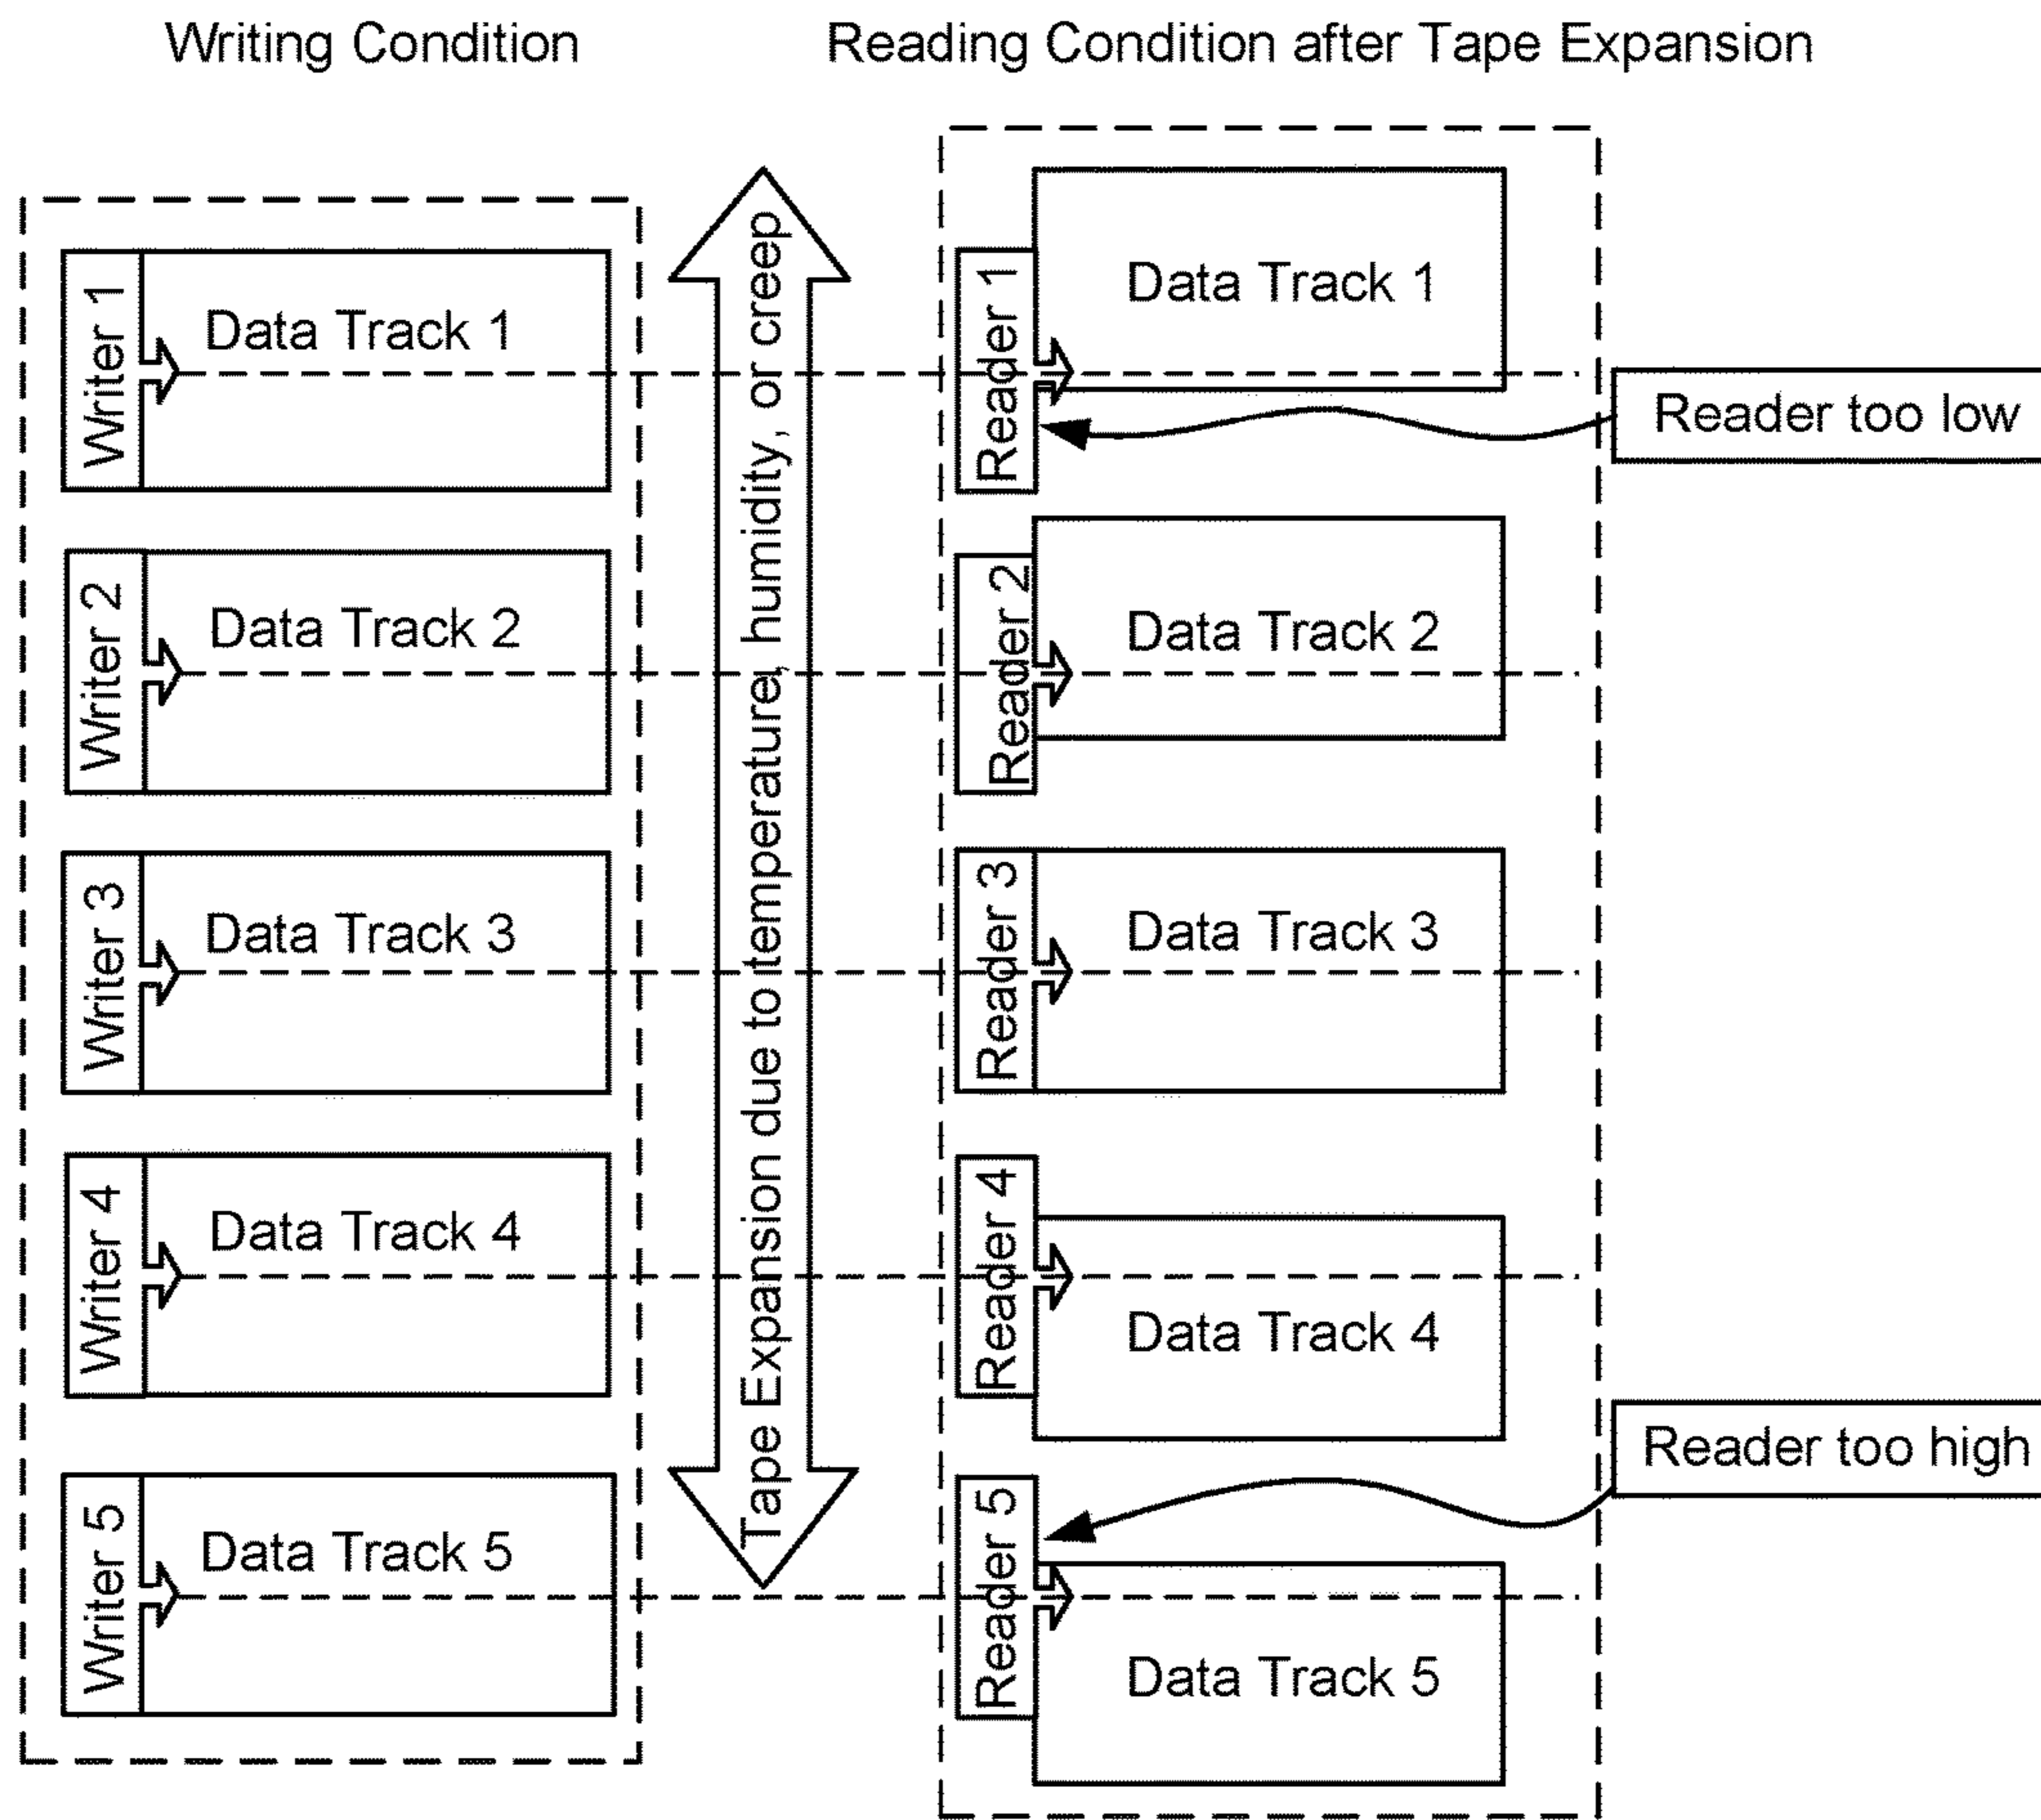 Writing Condition
Reading Condition after Tape Expansion
Writer 1
Data Track 1
Writer 2
Data Track 2
Writer 3
Data Track 3
Writer 4
Data Track 4
Writer 5
Data Track 5
Tape Expansion due to temperature, humidity, or creep
Reader 1
Data Track 1
Reader too low
Reader 2
Data Track 2
Reader 3
Data Track 3
Reader 4
Data Track 4
Reader too high
Reader 5
Data Track 5